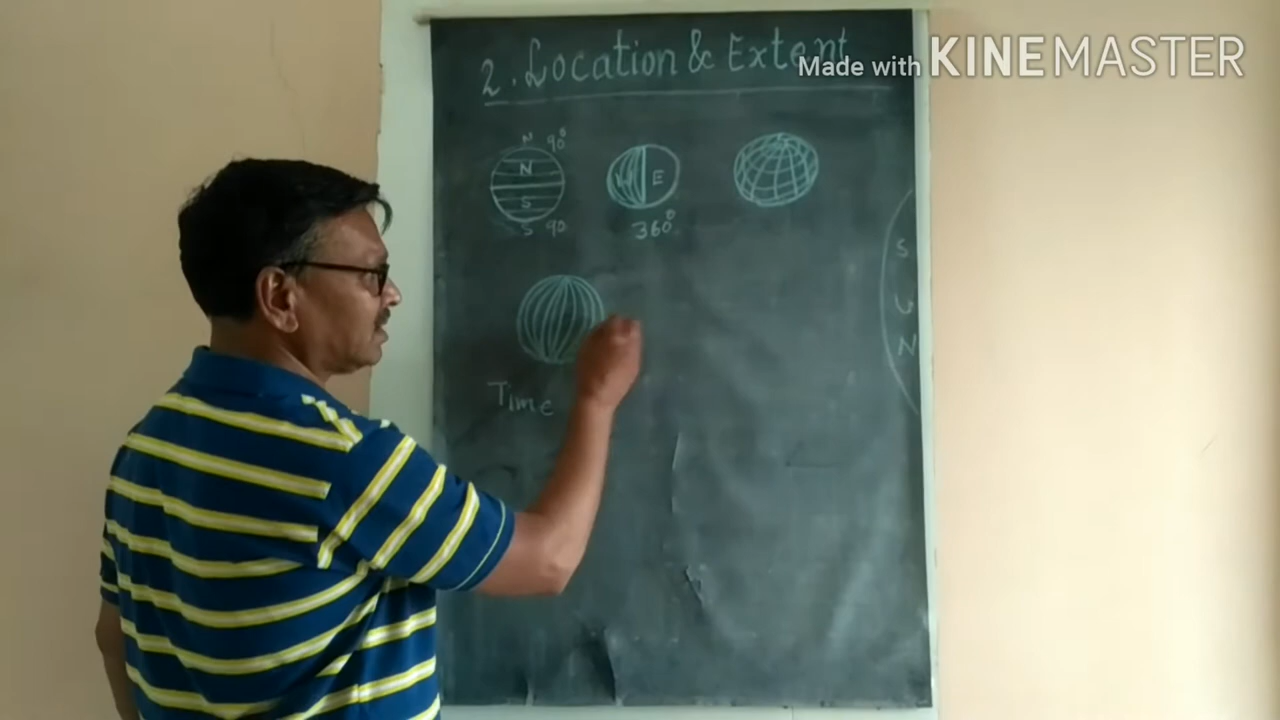 2. Location & Extent
Made with KINEMASTER
N 90°
N
S
S 90
W E
360°
S
U
N
Time